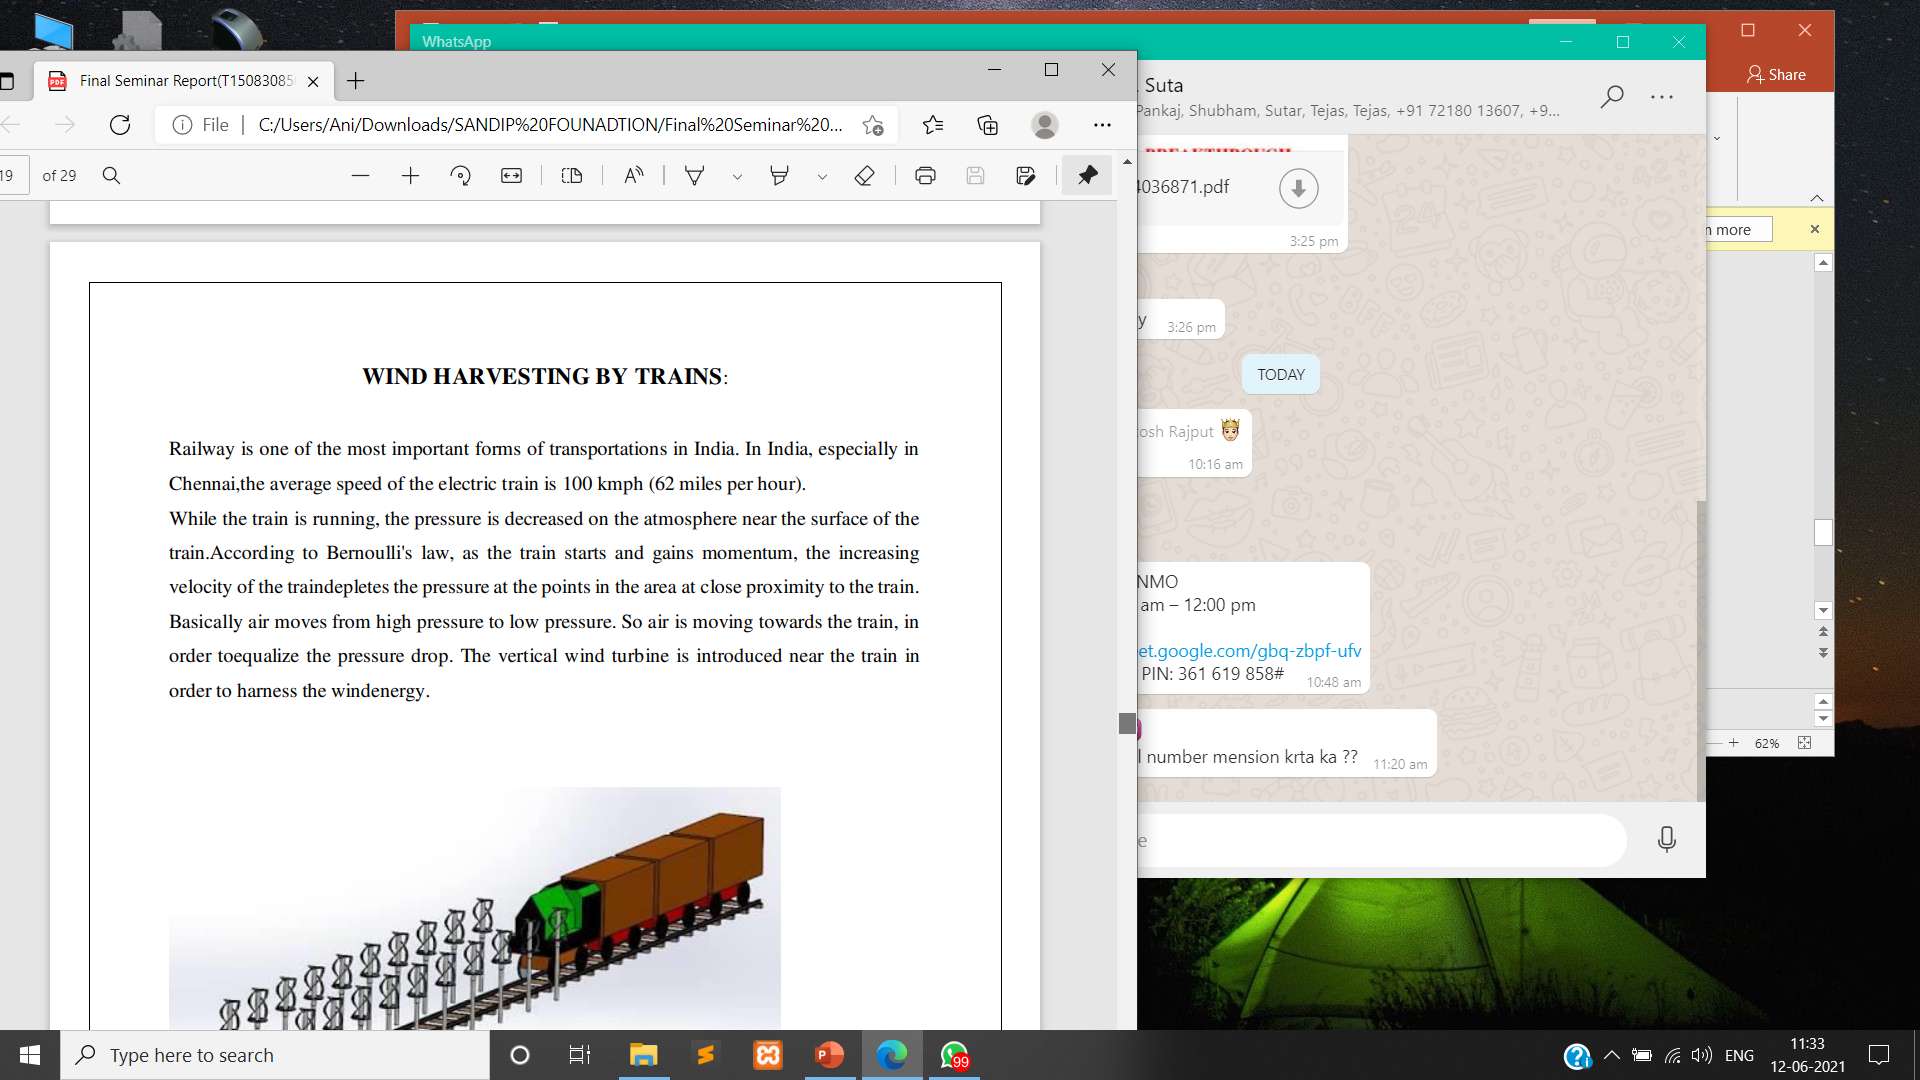 WhatsApp
Share
Final Seminar Report(T15083085
File
C:/Users/Ani/Downloads/SANDIP%20FOUNADTION/Final%20Seminar%20...
19
of 29
WIND HARVESTING BY TRAINS:
Railway is one of the most important forms of transportations in India. In India, especially in
Chennai,the average speed of the electric train is 100 kmph (62 miles per hour).
While the train is running, the pressure is decreased on the atmosphere near the surface of the
train.According to Bernoulli's law, as the train starts and gains momentum, the increasing
velocity of the traindepletes the pressure at the points in the area at close proximity to the train.
Basically air moves from high pressure to low pressure. So air is moving towards the train, in
order toequalize the pressure drop. The vertical wind turbine is introduced near the train in
order to harness the windenergy.
. Suta
Pankaj, Shubham, Sutar, Tejas, Tejas, +91 72180 13607, +9...
4036871.pdf
3:25 pm
y
3:26 pm
TODAY
tosh Rajput
10:16 am
NMO
am – 12:00 pm
et.google.com/gbq-zbpf-ufv
PIN: 361 619 858#
10:48 am
l number mension krta ka ??
11:20 am
e
n more
62%
Type here to search
99
ENG
11:33
12-06-2021